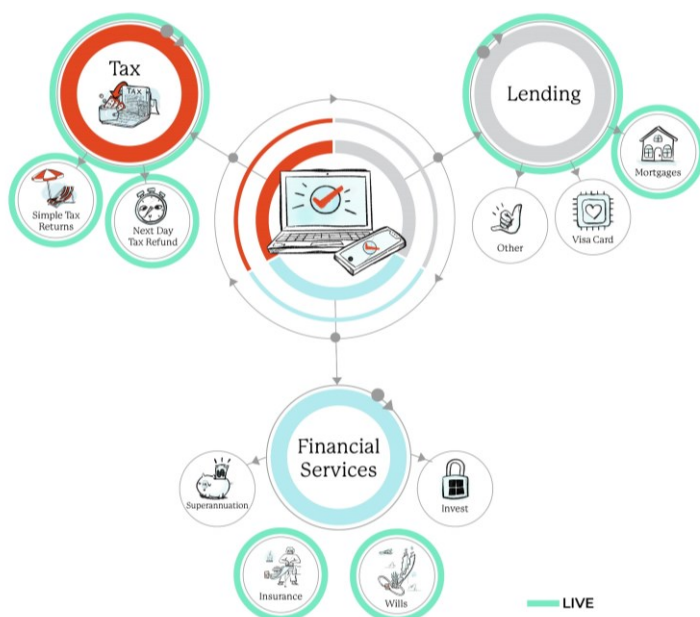 Tax
TAX
Simple Tax
Returns
Next Day
Tax Refund
Lending
Mortgages
Other
Visa Card
Financial
Services
Superannuation
Invest
Insurance
Wills
LIVE